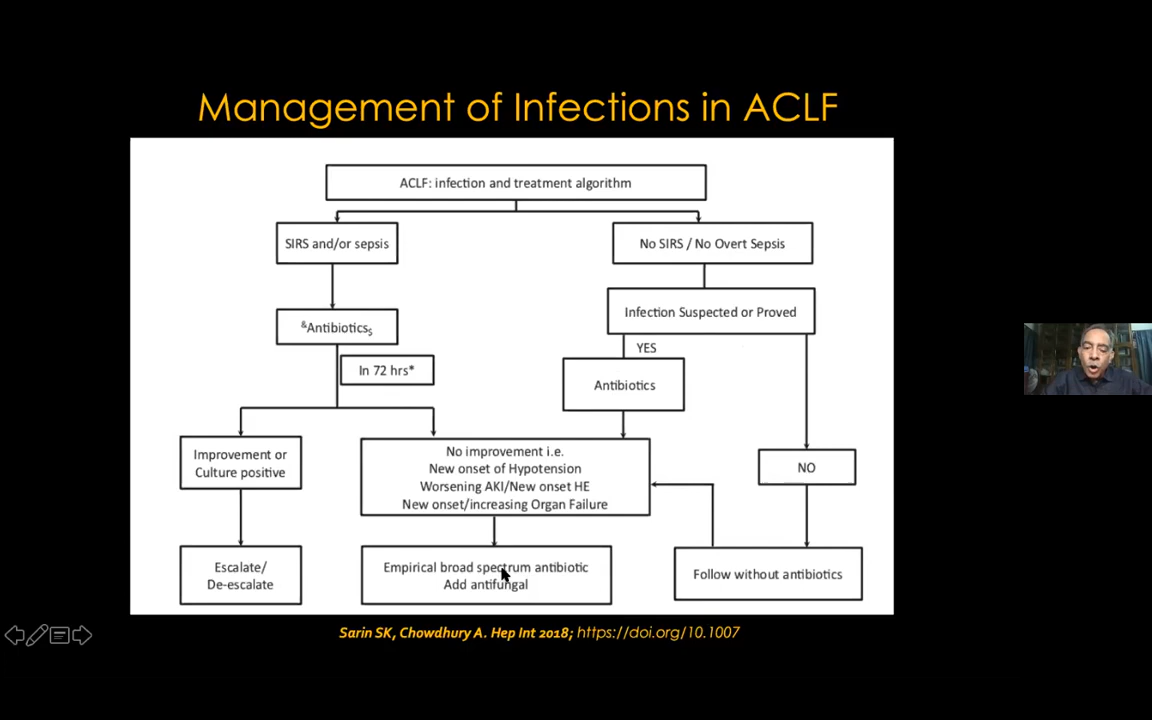 Management of Infections in ACLF
ACLF: infection and treatment algorithm
SIRS and/or sepsis
No SIRS / No Overt Sepsis
Infection Suspected or Proved
&Antibiotics$
YES
In 72 hrs*
Antibiotics
Improvement or
Culture positive
No improvement i.e.
New onset of Hypotension
Worsening AKI/New onset HE
New onset/increasing Organ Failure
NO
Escalate/
De-escalate
Empirical broad spectrum antibiotic
Add antifungal
Follow without antibiotics
Sarin SK, Chowdhury A. Hep Int 2018; https://doi.org/10.1007